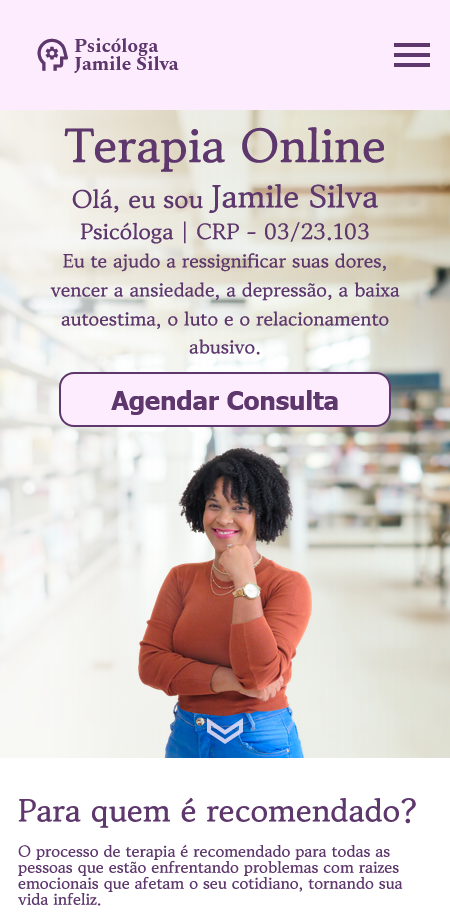 Psicóloga
Jamile Silva
Terapia Online
Olá, eu sou Jamile Silva
Psicóloga | CRP - 03/23.103
Eu te ajudo a ressignificar suas dores,
vencer a ansiedade, a depressão, a baixa
autoestima, o luto e o relacionamento
abusivo.
Agendar Consulta
Para quem é recomendado?
O processo de terapia é recomendado para todas as
pessoas que estão enfrentando problemas com raizes
emocionais que afetam o seu cotidiano, tornando sua
vida infeliz.